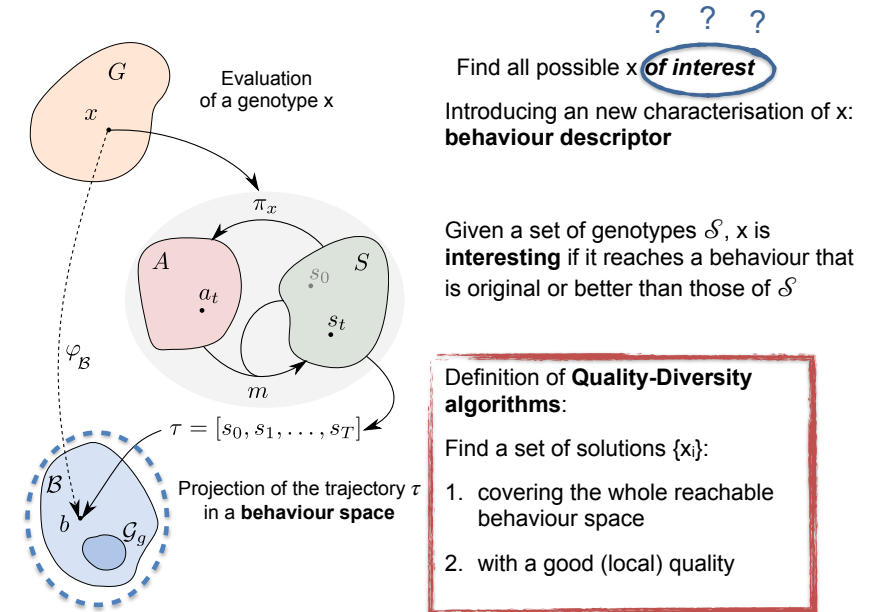 ? ? ?
G
x
Evaluation
of a genotype x
Find all possible x of interest
Introducing an new characterisation of x:
behaviour descriptor
π_x
A
S
s_0
a_t
s_t
m
Given a set of genotypes 𝒮, x is
interesting if it reaches a behaviour that
is original or better than those of 𝒮
φ_ℬ
τ = [s_0, s_1, . . . , s_T]
ℬ
b
𝒢_g
Projection of the trajectory τ
in a behaviour space
Definition of Quality-Diversity
algorithms:
Find a set of solutions {x_i}:
1. covering the whole reachable
behaviour space
2. with a good (local) quality